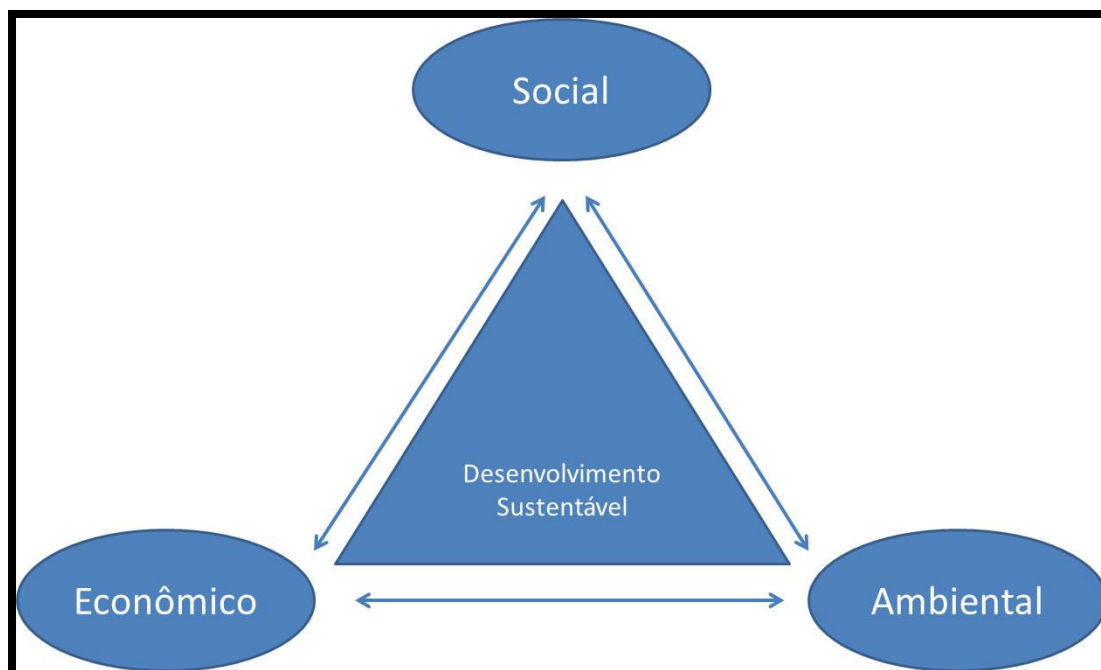 Social
Desenvolvimento
Sustentável
Econômico
Ambiental